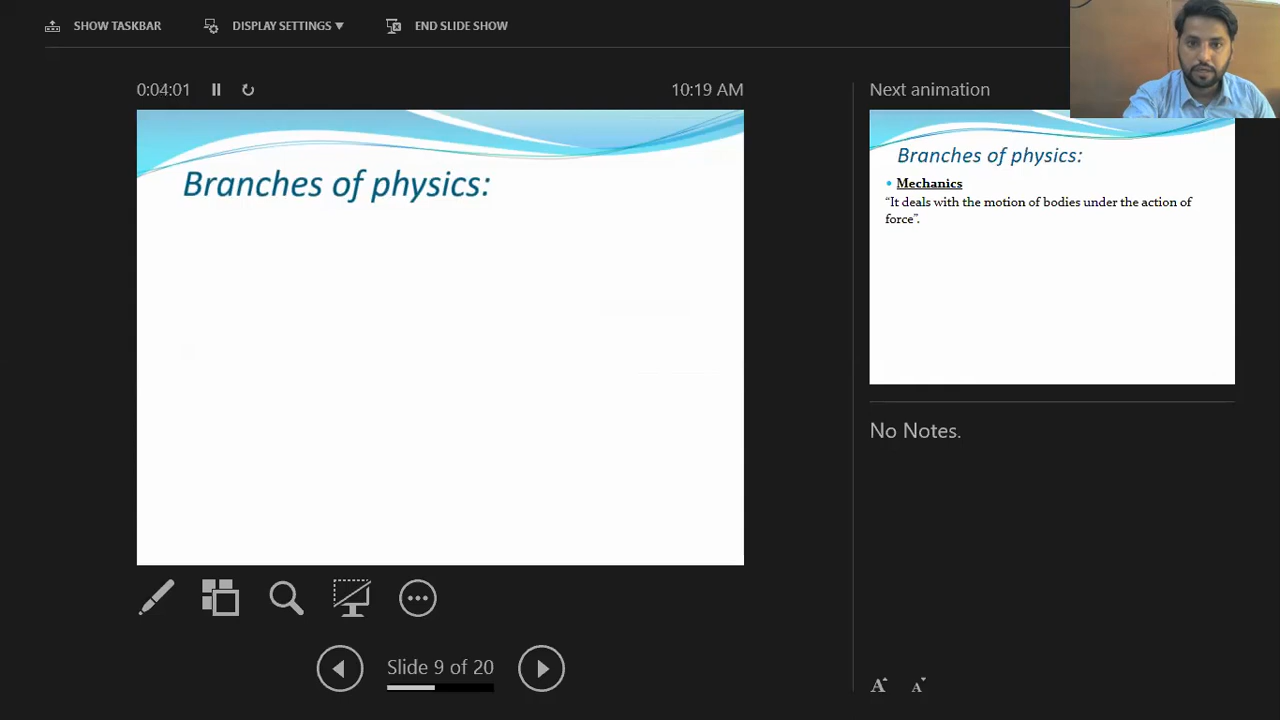 SHOW TASKBAR
DISPLAY SETTINGS ▼
END SLIDE SHOW
0:04:01
10:19 AM
Next animation
Branches of physics:
Branches of physics:
• Mechanics
“It deals with the motion of bodies under the action of
force”.
No Notes.
Slide 9 of 20
A A